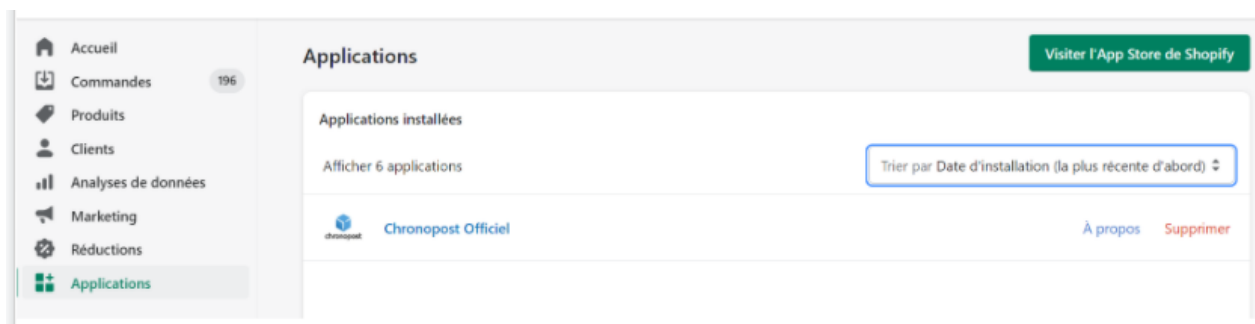 Accueil
Commandes 196
Produits
Clients
Analyses de données
Marketing
Réductions
Applications
Applications
Visiter l'App Store de Shopify
Applications installées
Afficher 6 applications
Trier par Date d'installation (la plus récente d'abord)
chronopost
Chronopost Officiel
À propos
Supprimer